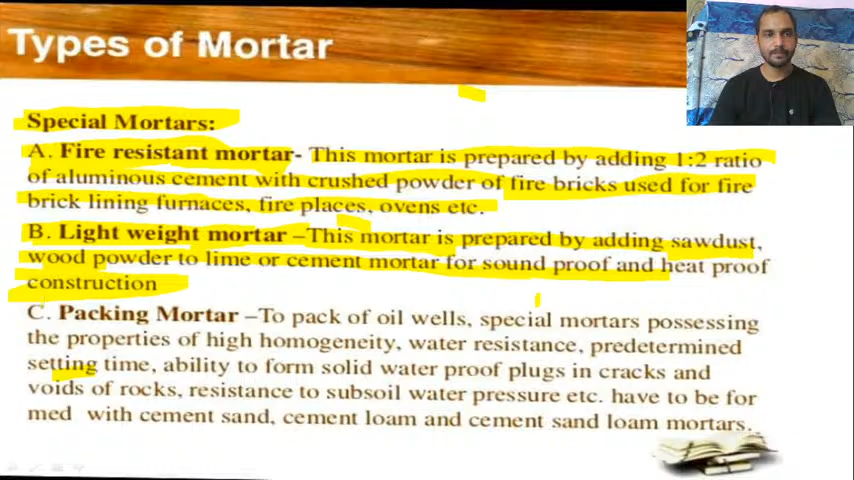 Types of Mortar
Special Mortars:
A. Fire resistant mortar- This mortar is prepared by adding 1:2 ratio
of aluminous cement with crushed powder of fire bricks used for fire
brick lining furnaces, fire places, ovens etc.
B. Light weight mortar –This mortar is prepared by adding sawdust,
wood powder to lime or cement mortar for sound proof and heat proof
construction
C. Packing Mortar –To pack of oil wells, special mortars possessing
the properties of high homogeneity, water resistance, predetermined
setting time, ability to form solid water proof plugs in cracks and
voids of rocks, resistance to subsoil water pressure etc. have to be for
med with cement sand, cement loam and cement sand loam mortars.